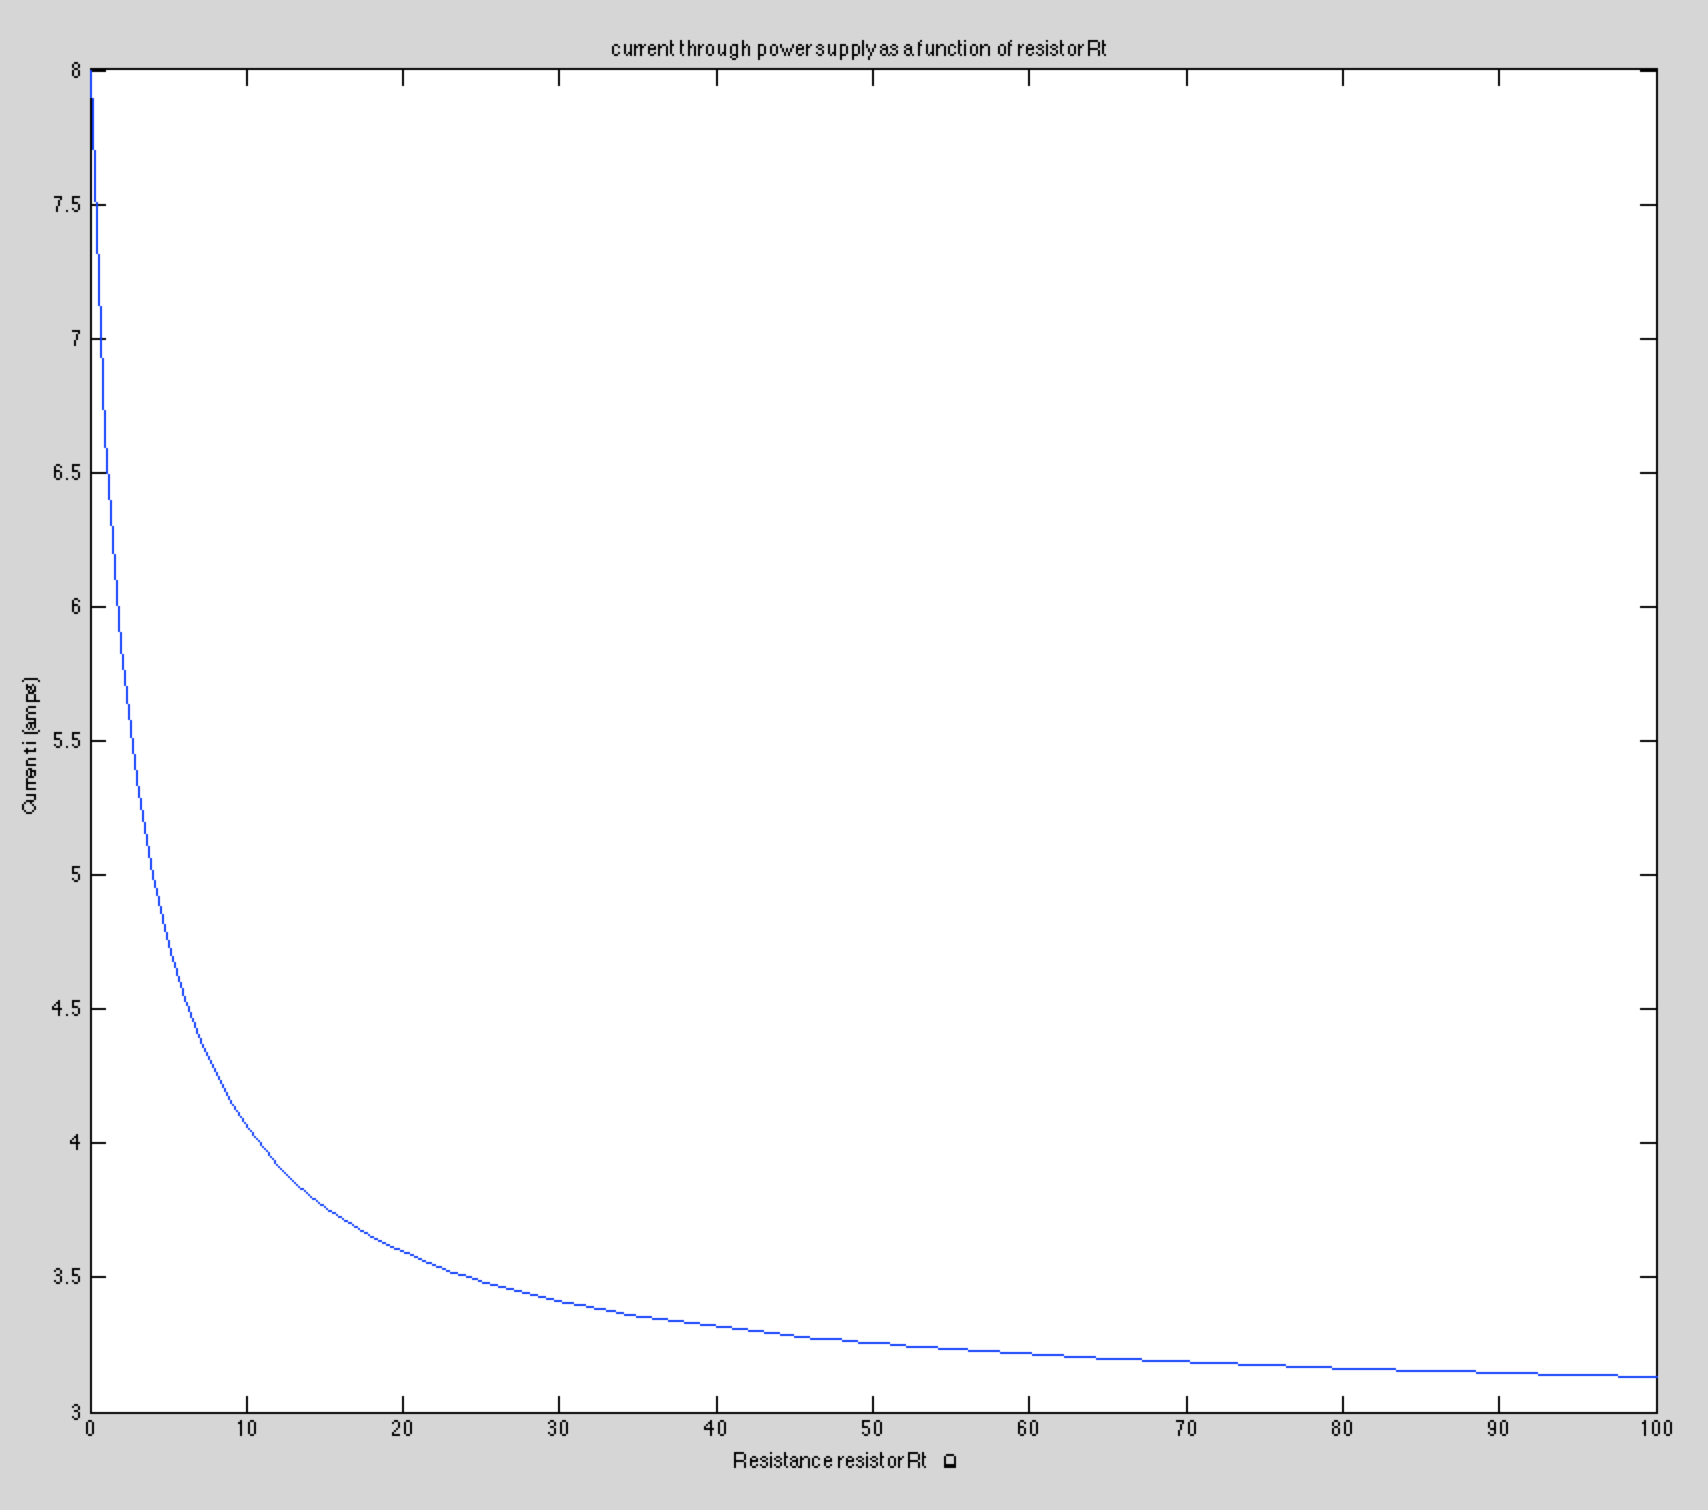 current through power supply as a function of resistor Rt
8
7.5
7
6.5
6
5.5
5
4.5
4
3.5
3
Current i (amps)
0 10 20 30 40 50 60 70 80 90 100
Resistance resistor Rt